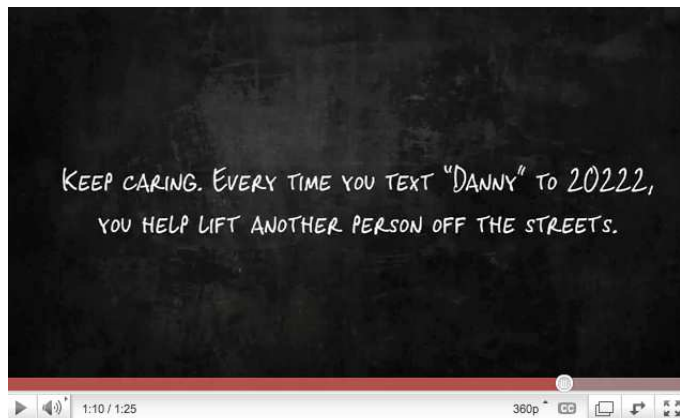 KEEP CARING. EVERY TIME YOU TEXT "DANNY" TO 20222,
YOU HELP LIFT ANOTHER PERSON OFF THE STREETS.
1:10 / 1:25 360p CC